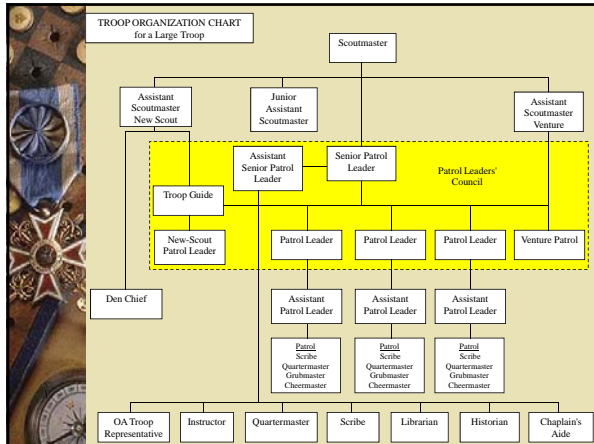 TROOP ORGANIZATION CHART
for a Large Troop
Scoutmaster
Assistant
Scoutmaster
New Scout
Junior
Assistant
Scoutmaster
Assistant
Scoutmaster
Venture
Assistant
Senior Patrol
Leader
Senior Patrol
Leader
Patrol Leaders'
Council
Troop Guide
New-Scout
Patrol Leader
Patrol Leader
Patrol Leader
Patrol Leader
Venture Patrol
Den Chief
Assistant
Patrol Leader
Assistant
Patrol Leader
Assistant
Patrol Leader
Patrol
Scribe
Quartermaster
Grubmaster
Cheermaster
Patrol
Scribe
Quartermaster
Grubmaster
Cheermaster
Patrol
Scribe
Quartermaster
Grubmaster
Cheermaster
OA Troop
Representative
Instructor
Quartermaster
Scribe
Librarian
Historian
Chaplain's
Aide